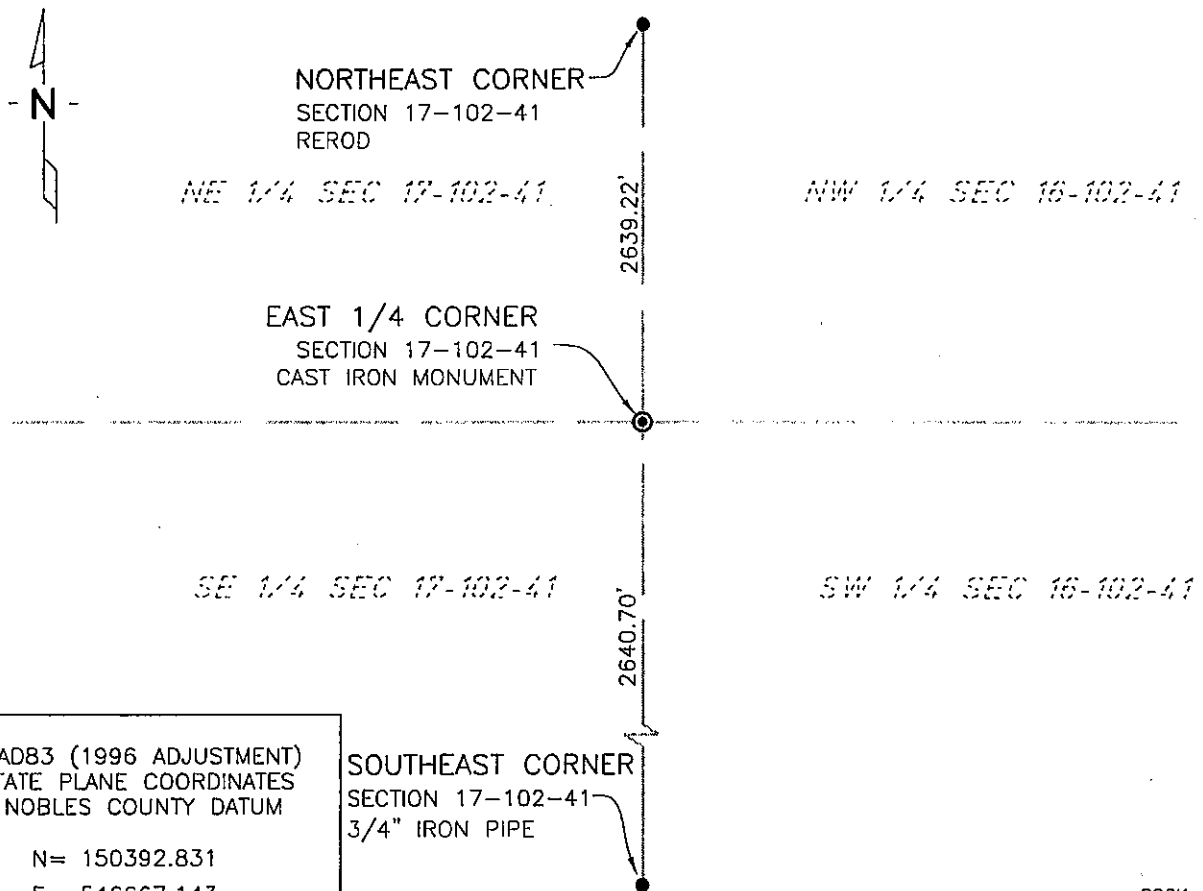 - N -
NORTHEAST CORNER
SECTION 17-102-41
REROD
NE 1/4 SEC 17-102-41
2639.22'
NW 1/4 SEC 16-102-41
EAST 1/4 CORNER
SECTION 17-102-41
CAST IRON MONUMENT
SE 1/4 SEC 17-102-41
2640.70'
SW 1/4 SEC 16-102-41
AD83 (1996 ADJUSTMENT)
TATE PLANE COORDINATES
NOBLES COUNTY DATUM
N= 150392.831
SOUTHEAST CORNER
SECTION 17-102-41
3/4" IRON PIPE